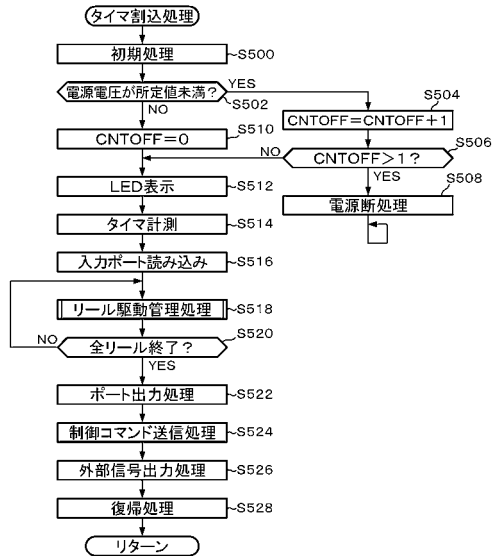 タイマ割込処理
初期処理
S500
電源電圧が所定値未満?
S502
YES
NO
S504
CNTOFF=CNTOFF+1
S510
CNTOFF=0
S506
CNTOFF>1?
NO
YES
S508
電源断処理
LED表示
S512
タイマ計測
S514
入力ポート読み込み
S516
リール駆動管理処理
S518
全リール終了?
S520
NO
YES
ポート出力処理
S522
制御コマンド送信処理
S524
外部信号出力処理
S526
復帰処理
S528
リターン